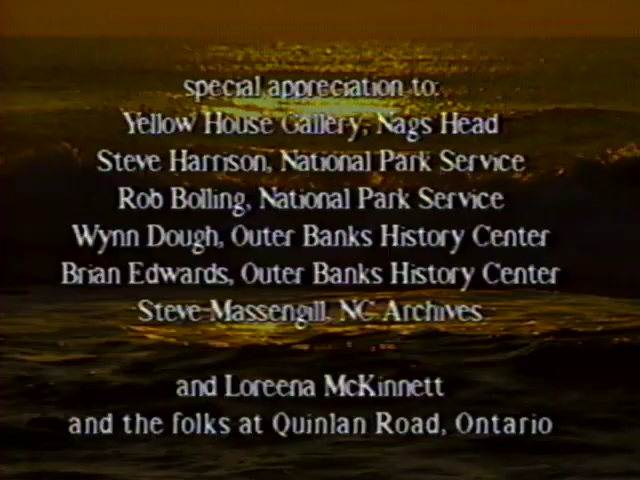 special appreciation to:
Yellow House Gallery, Nags Head
Steve Harrison, National Park Service
Rob Bolling, National Park Service
Wynn Dough, Outer Banks History Center
Brian Edwards, Outer Banks History Center
Steve Massengill, NC Archives
and Loreena McKinnett
and the folks at Quinlan Road, Ontario